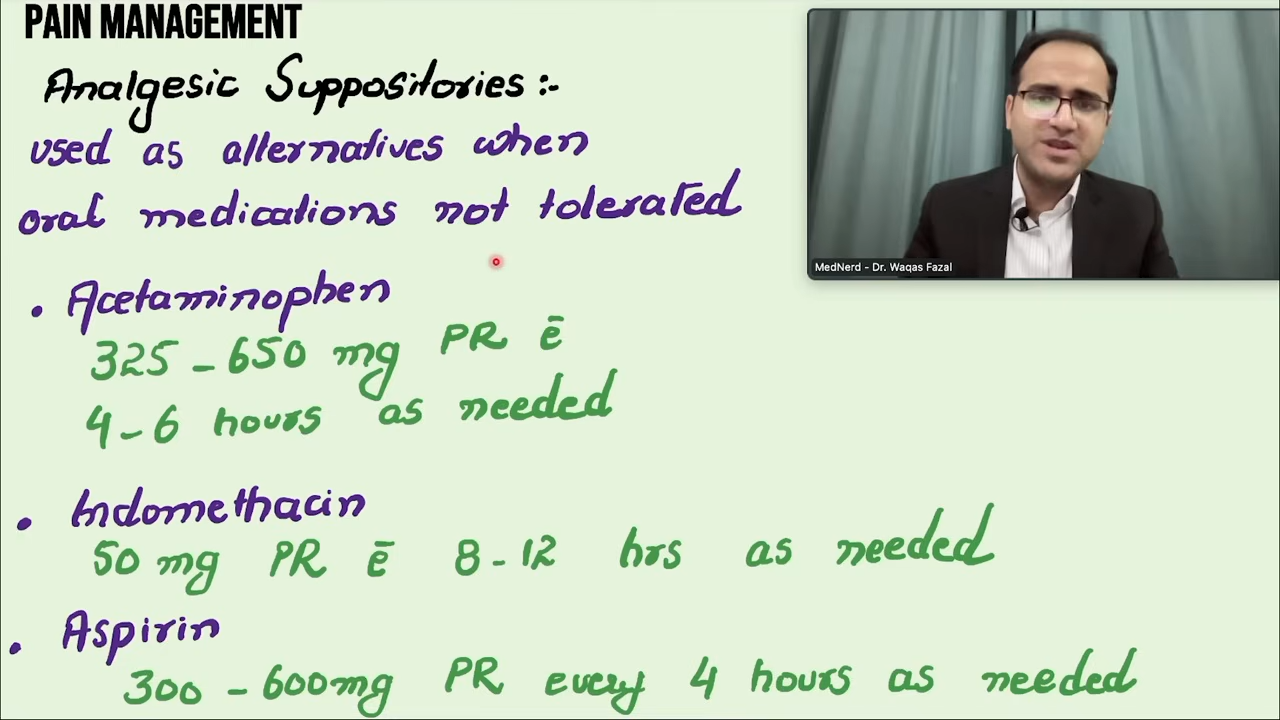 PAIN MANAGEMENT
Analgesic Suppositories :-
used as alternatives when
oral medications not tolerated
MedNerd - Dr. Waqas Fazal
• Acetaminophen
325 - 650 mg PR ē
4-6 hours as needed
• Indomethacin
50 mg PR ē 8-12 hrs as needed
• Aspirin
300 - 600mg PR every 4 hours as needed